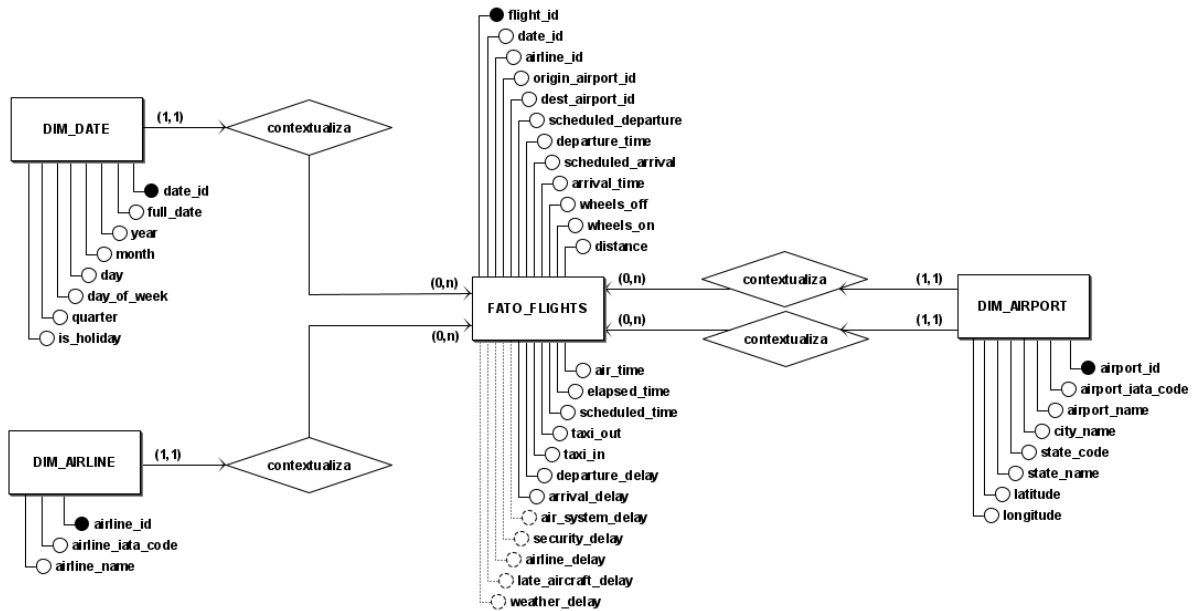 flight_id
date_id
airline_id
origin_airport_id
dest_airport_id
scheduled_departure
departure_time
scheduled_arrival
arrival_time
wheels_off
wheels_on
distance
DIM_DATE
(1,1)
contextualiza
date_id
full_date
year
month
day
day_of_week
quarter
is_holiday
(0,n)
FATO_FLIGHTS
(0,n)
(0,n)
contextualiza
(1,1)
(0,n)
contextualiza
(1,1)
DIM_AIRPORT
airport_id
airport_iata_code
airport_name
city_name
state_code
state_name
latitude
longitude
air_time
elapsed_time
scheduled_time
taxi_out
taxi_in
departure_delay
arrival_delay
air_system_delay
security_delay
airline_delay
late_aircraft_delay
weather_delay
DIM_AIRLINE
(1,1)
contextualiza
airline_id
airline_iata_code
airline_name